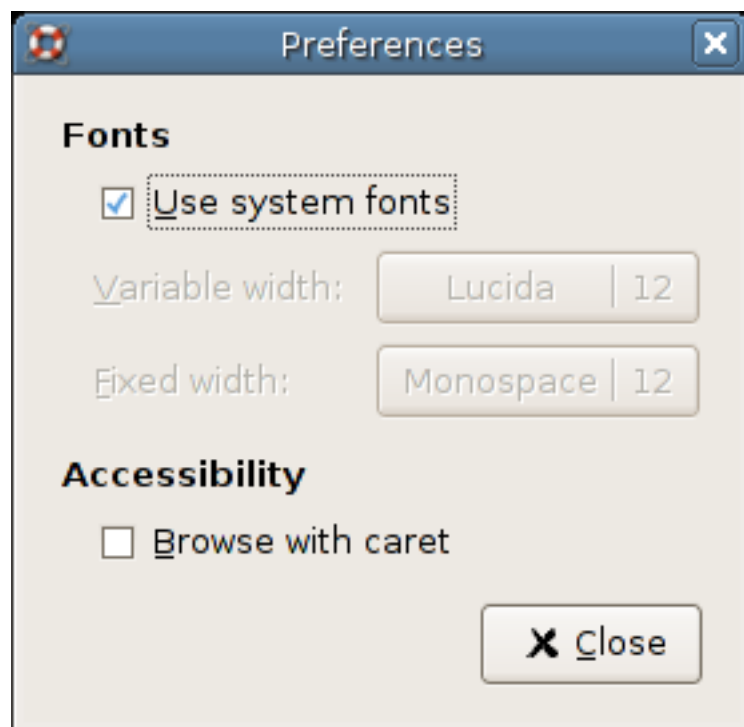 Preferences
Fonts
Use system fonts
Variable width: Lucida 12
Fixed width: Monospace 12
Accessibility
Browse with caret
Close